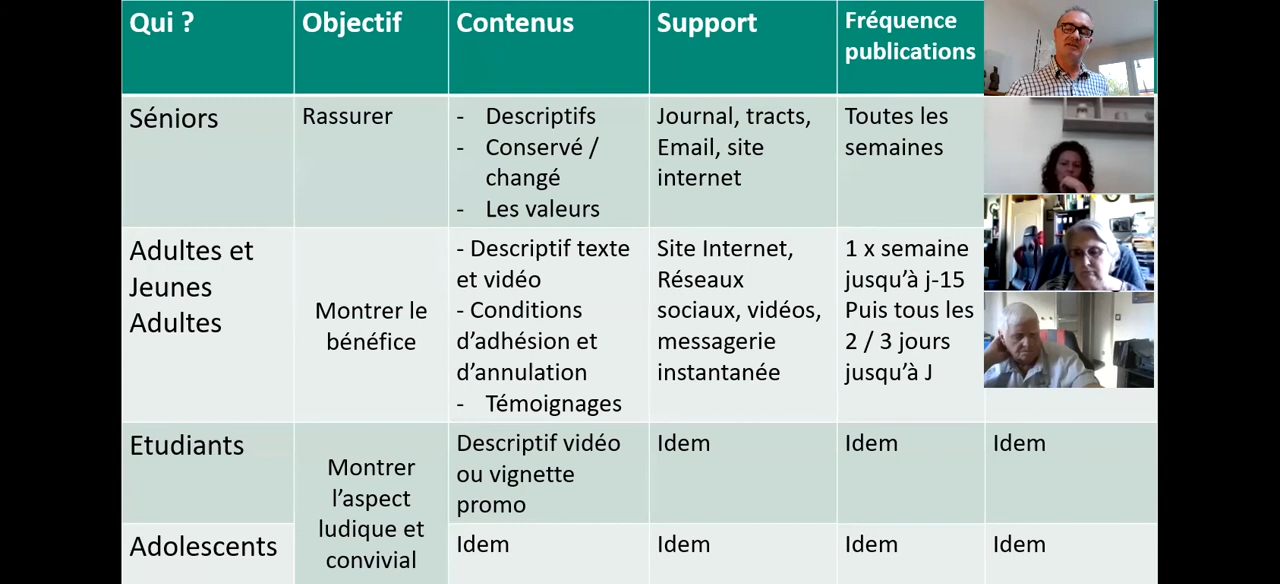 Qui ?
Objectif
Contenus
Support
Fréquence
publications
Séniors
Rassurer
- Descriptifs
- Conservé /
changé
- Les valeurs
Journal, tracts,
Email, site
internet
Toutes les
semaines
Adultes et
Jeunes
Adultes
Montrer le
bénéfice
- Descriptif texte
et vidéo
- Conditions
d’adhésion et
d’annulation
- Témoignages
Site Internet,
Réseaux
sociaux, vidéos,
messagerie
instantanée
1 x semaine
jusqu’à j-15
Puis tous les
2 / 3 jours
jusqu’à J
Etudiants
Montrer
l’aspect
ludique et
convivial
Descriptif vidéo
ou vignette
promo
Idem
Idem
Idem
Adolescents
Idem
Idem
Idem
Idem